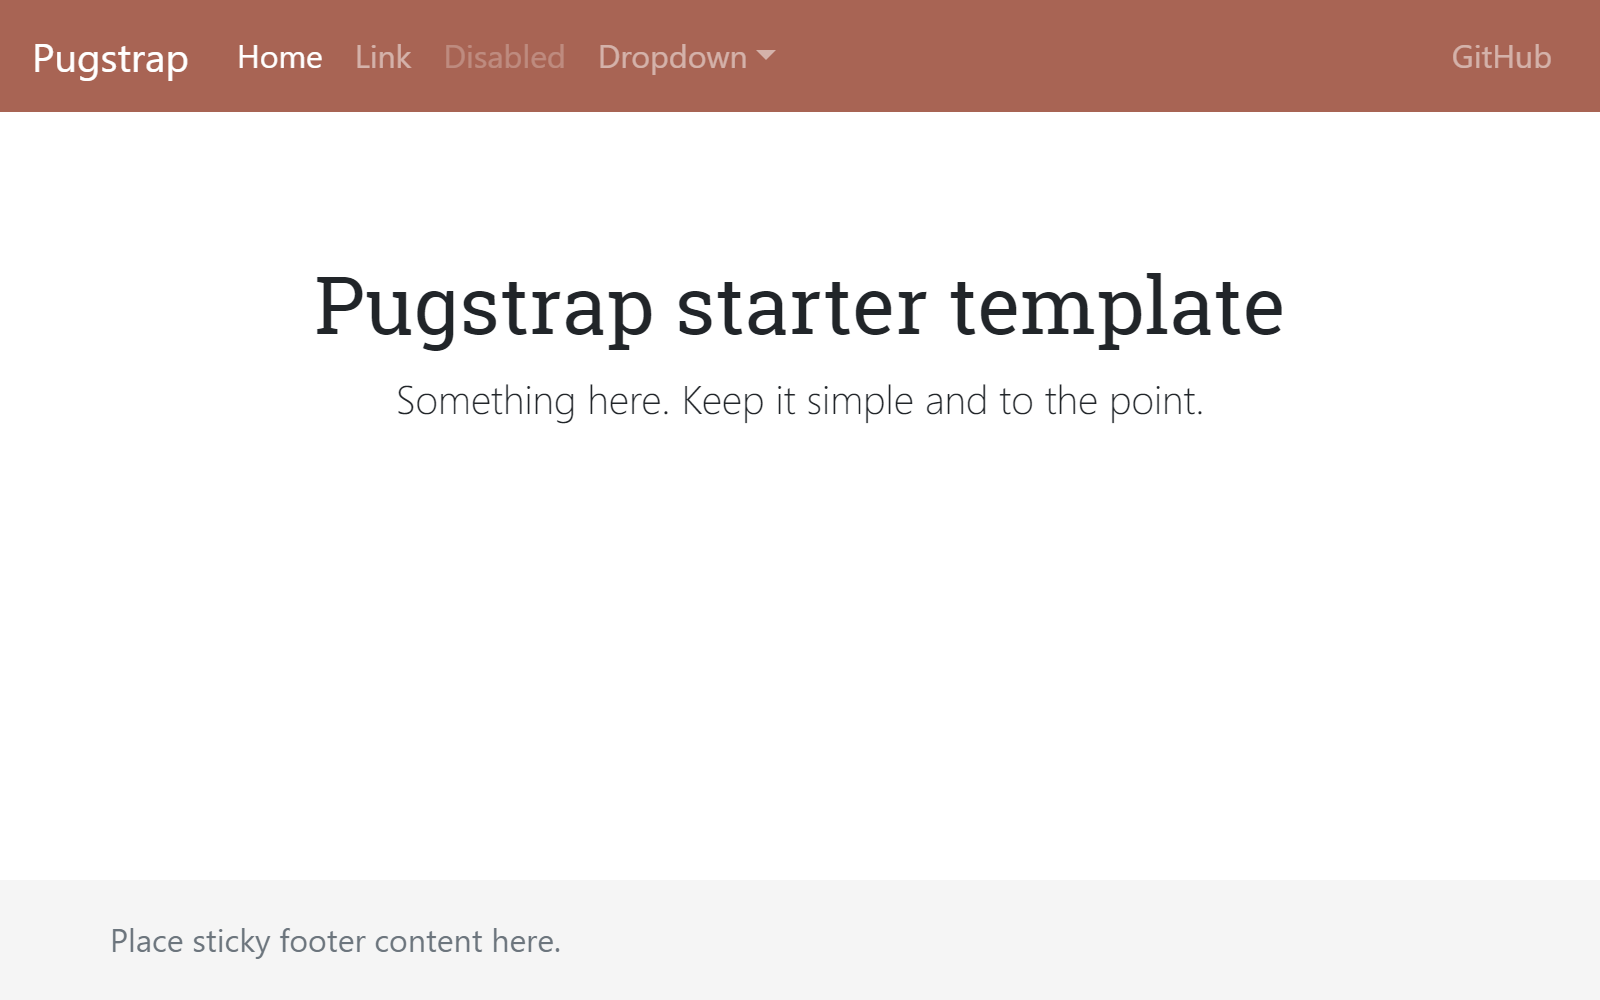 Pugstrap Home Link Disabled Dropdown GitHub
Pugstrap starter template
Something here. Keep it simple and to the point.
Place sticky footer content here.